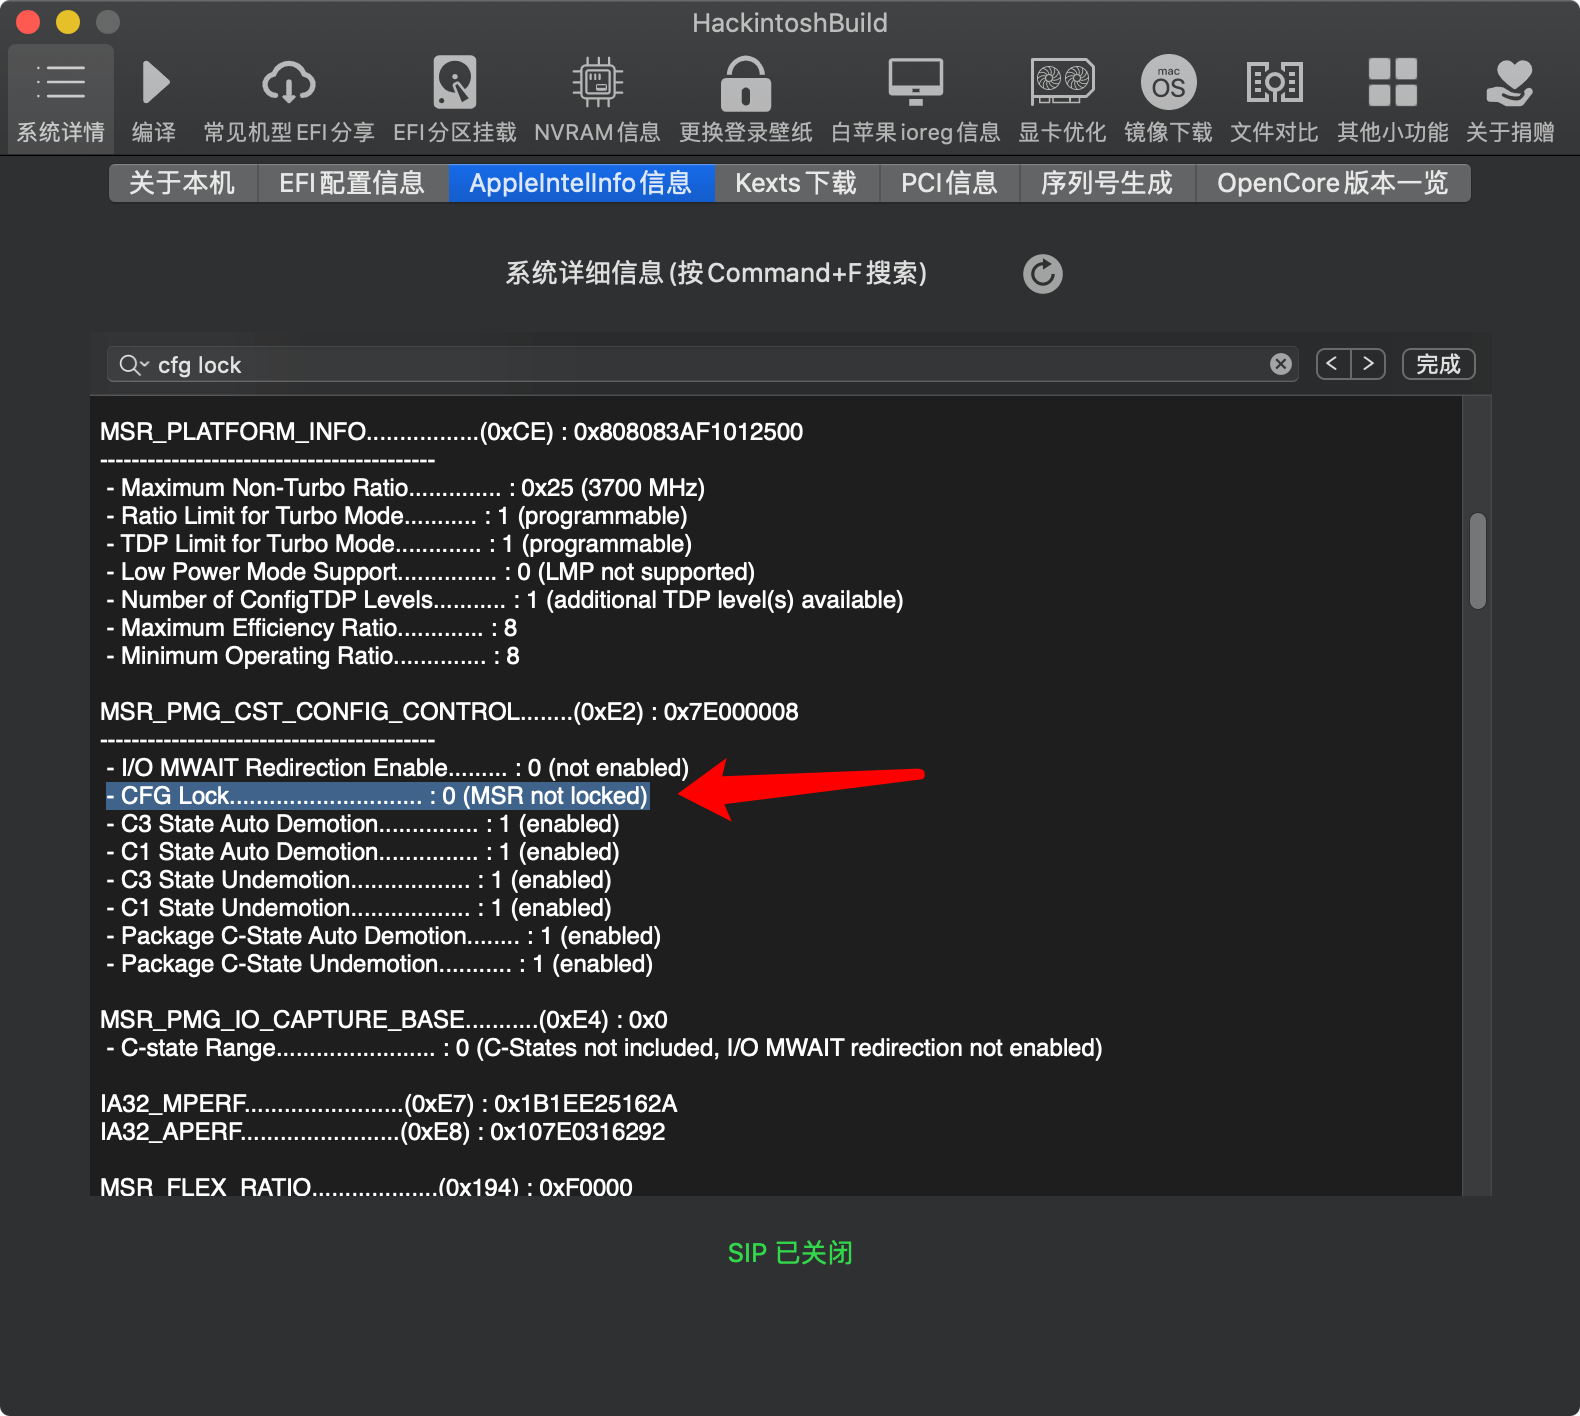 HackintoshBuild
系统详情 编译 常见机型EFI分享 EFI分区挂载 NVRAM信息 更换登录壁纸 白苹果ioreg信息 显卡优化 mac OS 镜像下载 文件对比 其他小功能 关于捐赠
关于本机 EFI配置信息 AppleIntelInfo信息 Kexts下载 PCI信息 序列号生成 OpenCore版本一览
系统详细信息(按Command+F搜索)
cfg lock < > 完成
MSR_PLATFORM_INFO.................(0xCE) : 0x808083AF1012500
------------------------------------------
- Maximum Non-Turbo Ratio.............. : 0x25 (3700 MHz)
- Ratio Limit for Turbo Mode........... : 1 (programmable)
- TDP Limit for Turbo Mode............. : 1 (programmable)
- Low Power Mode Support............... : 0 (LMP not supported)
- Number of ConfigTDP Levels........... : 1 (additional TDP level(s) available)
- Maximum Efficiency Ratio............. : 8
- Minimum Operating Ratio.............. : 8
MSR_PMG_CST_CONFIG_CONTROL........(0xE2) : 0x7E000008
------------------------------------------
- I/O MWAIT Redirection Enable......... : 0 (not enabled)
- CFG Lock............................. : 0 (MSR not locked)
- C3 State Auto Demotion............... : 1 (enabled)
- C1 State Auto Demotion............... : 1 (enabled)
- C3 State Undemotion.................. : 1 (enabled)
- C1 State Undemotion.................. : 1 (enabled)
- Package C-State Auto Demotion........ : 1 (enabled)
- Package C-State Undemotion........... : 1 (enabled)
MSR_PMG_IO_CAPTURE_BASE...........(0xE4) : 0x0
- C-state Range........................ : 0 (C-States not included, I/O MWAIT redirection not enabled)
IA32_MPERF........................(0xE7) : 0x1B1EE25162A
IA32_APERF........................(0xE8) : 0x107E0316292
MSR_FLEX_RATIO...................(0x194) : 0xF0000
SIP 已关闭